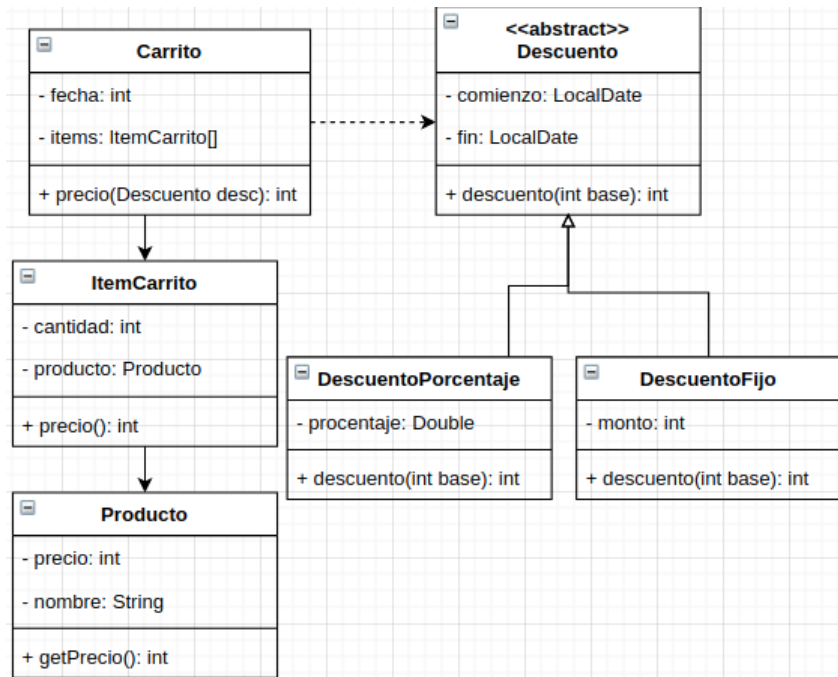 Carrito
- fecha: int
- items: ItemCarrito[]
+ precio(Descuento desc): int
<<abstract>>
Descuento
- comienzo: LocalDate
- fin: LocalDate
+ descuento(int base): int
ItemCarrito
- cantidad: int
- producto: Producto
+ precio(): int
DescuentoPorcentaje
- procentaje: Double
+ descuento(int base): int
DescuentoFijo
- monto: int
+ descuento(int base): int
Producto
- precio: int
- nombre: String
+ getPrecio(): int